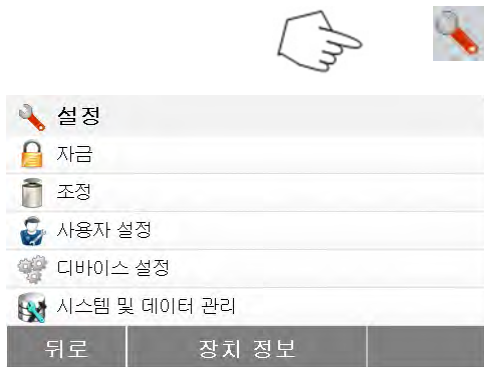 설정
자금
조정
사용자 설정
디바이스 설정
시스템 및 데이터 관리
뒤로 장치 정보